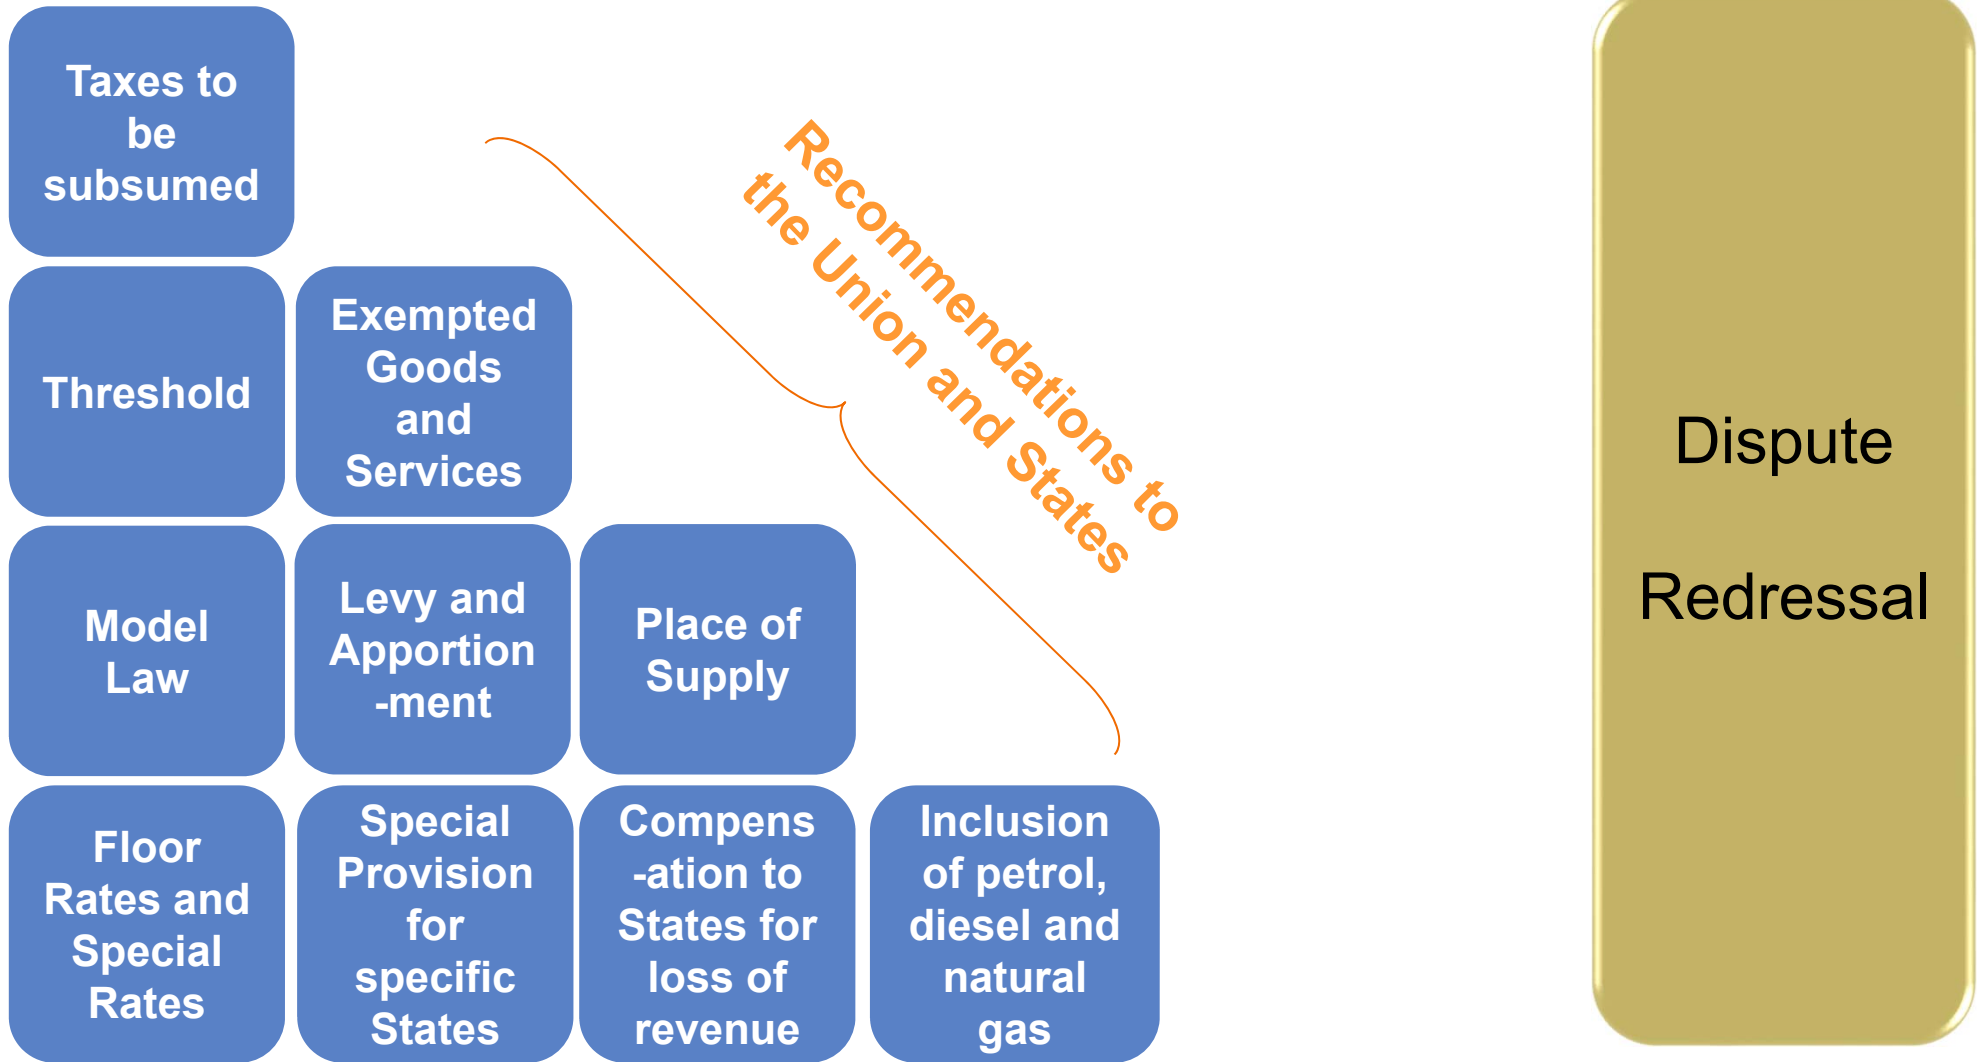 Taxes to
be
subsumed
Threshold
Exempted
Goods
and
Services
Model
Law
Levy and
Apportion
-ment
Place of
Supply
Floor
Rates and
Special
Rates
Special
Provision
for
specific
States
Compens
-ation to
States for
loss of
revenue
Inclusion
of petrol,
diesel and
natural
gas
Recommendations to
the Union and States
Dispute
Redressal